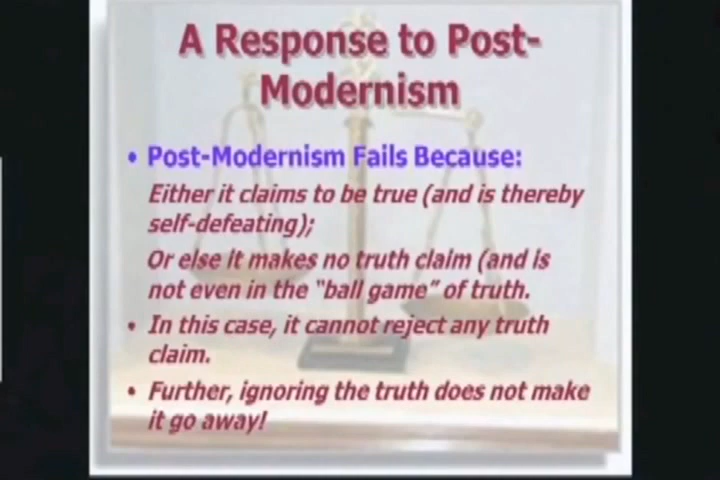 A Response to Post-
Modernism
• Post-Modernism Fails Because:
Either it claims to be true (and is thereby
self-defeating);
Or else it makes no truth claim (and is
not even in the "ball game" of truth.
• In this case, it cannot reject any truth
claim.
• Further, ignoring the truth does not make
it go away!